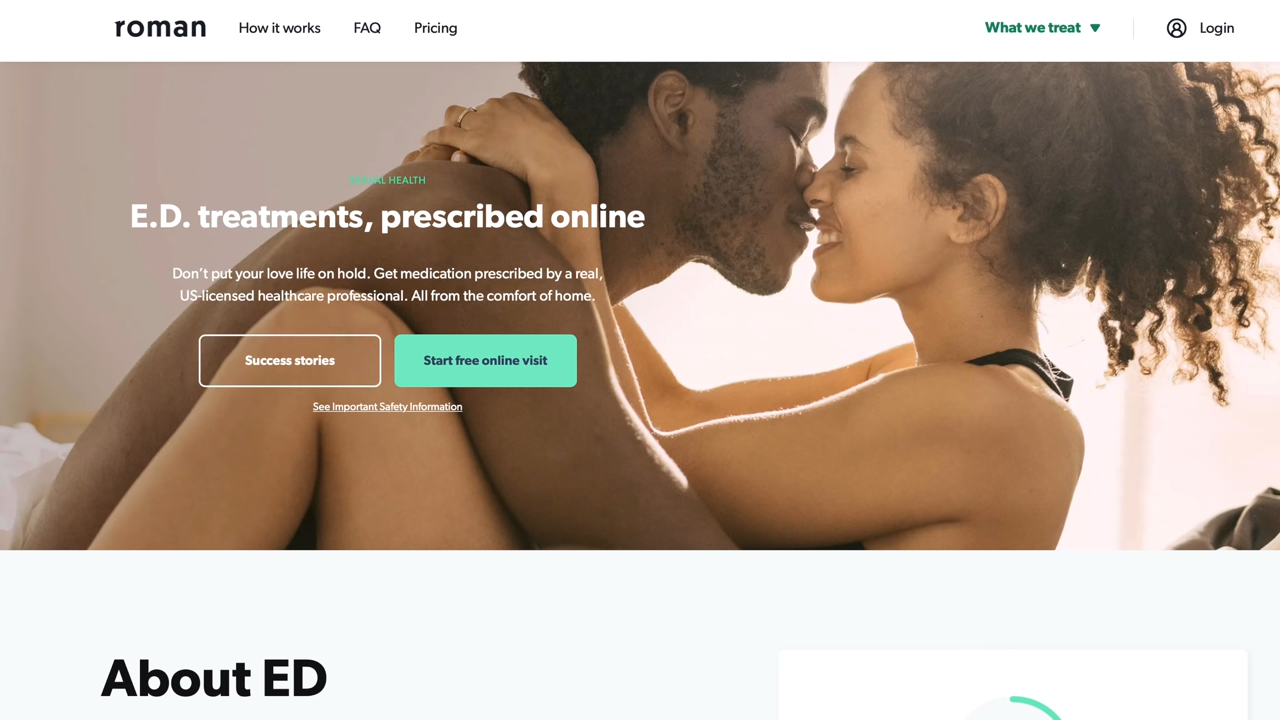 roman
How it works
FAQ
Pricing
What we treat
Login
SEXUAL HEALTH
E.D. treatments, prescribed online
Don't put your love life on hold. Get medication prescribed by a real,
US-licensed healthcare professional. All from the comfort of home.
Success stories
Start free online visit
See Important Safety Information
About ED